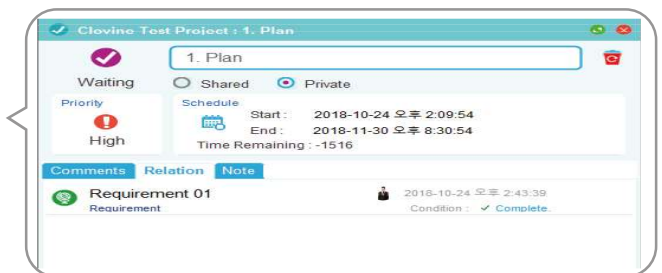 Clovine Test Project : 1. Plan
1. Plan
Waiting
Shared Private
Priority
High
Schedule
Start : 2018-10-24 오후 2:09:54
End : 2018-11-30 오후 8:30:54
Time Remaining : -1516
Comments Relation Note
Requirement 01
Requirement
2018-10-24 오후 2:43:39
Condition : ✓ Complete.